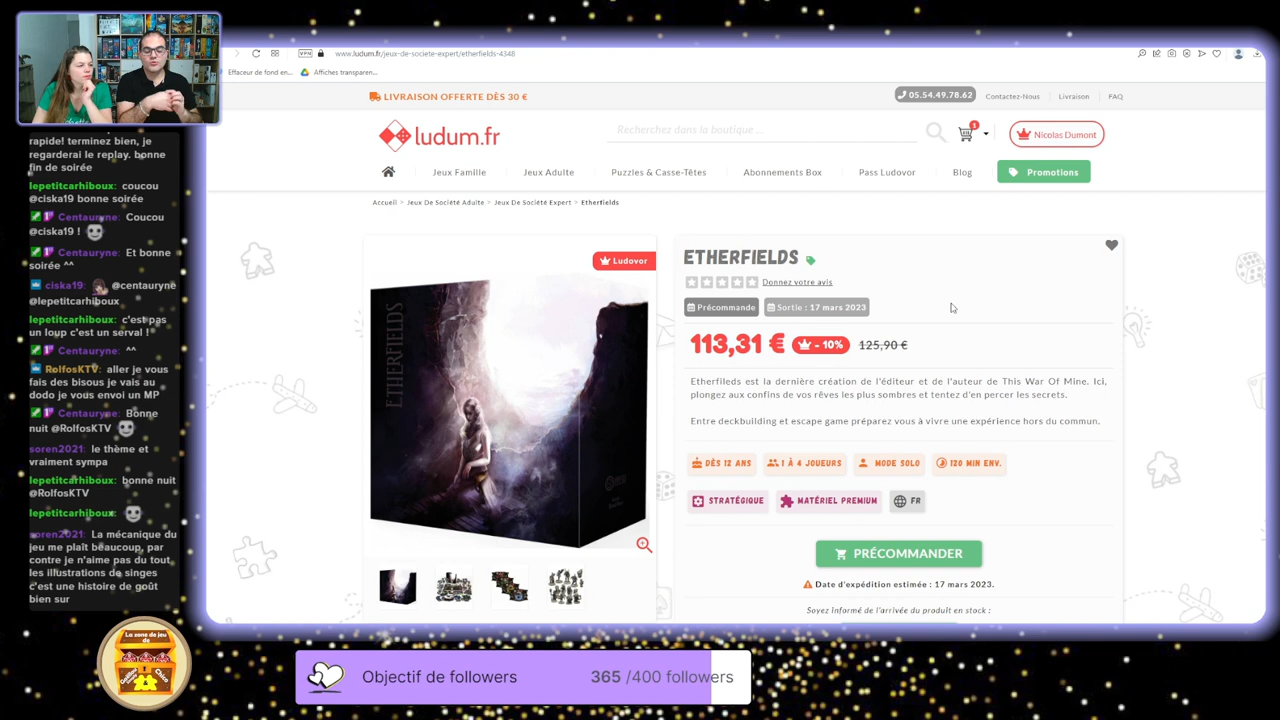 www.ludum.fr/jeux-de-societe-expert/etherfields-4348
VPN
Effaceur de fond en...
Affiches transparen...
LIVRAISON OFFERTE DÈS 30 €
05.54.49.78.62
Contactez-Nous
Livraison
FAQ
ludum.fr
Recherchez dans la boutique ...
1
Nicolas Dumont
Jeux Famille
Jeux Adulte
Puzzles & Casse-Têtes
Abonnements Box
Pass Ludovor
Blog
Promotions
Accueil > Jeux De Société Adulte > Jeux De Société Expert > Etherfields
Ludovor
ETHERFIELDS
ETHERFIELDS
Donnez votre avis
Précommande
Sortie : 17 mars 2023
113,31 €
- 10%
125,90 €
Etherfileds est la dernière création de l'éditeur et de l'auteur de This War Of Mine. Ici,
plongez aux confins de vos rêves les plus sombres et tentez d'en percer les secrets.
Entre deckbuilding et escape game préparez vous à vivre une expérience hors du commun.
DÈS 12 ANS
1 À 4 JOUEURS
MODE SOLO
120 MIN ENV.
STRATÉGIQUE
MATÉRIEL PREMIUM
FR
PRÉCOMMANDER
Date d'expédition estimée : 17 mars 2023.
Soyez informé de l'arrivée du produit en stock :
rapide! terminez bien, je
regarderai le replay. bonne
fin de soirée
lepetitcarhiboux: coucou
@ciska19 bonne soirée
Centauryne: Coucou
@ciska19 !
Centauryne: Et bonne
soirée ^^
ciska19: @centauryne
@lepetitcarhiboux
lepetitcarhiboux: c'est pas
un loup c'est un serval !
Centauryne: ^^
RolfosKTV: aller je vous
fais des bisous je vais au
dodo je vous envoi un MP
Centauryne: Bonne
nuit @RolfosKTV
soren2021: le thème et
vraiment sympa
lepetitcarhiboux: bonne nuit
@RolfosKTV
lepetitcarhiboux:
soren2021: La mécanique du
jeu me plaît beaucoup, par
contre je n'aime pas du tout
les illustrations de singes
c'est une histoire de goût
bien sur
La zone de jeu
de
Chico
Objectif de followers
365 /400 followers